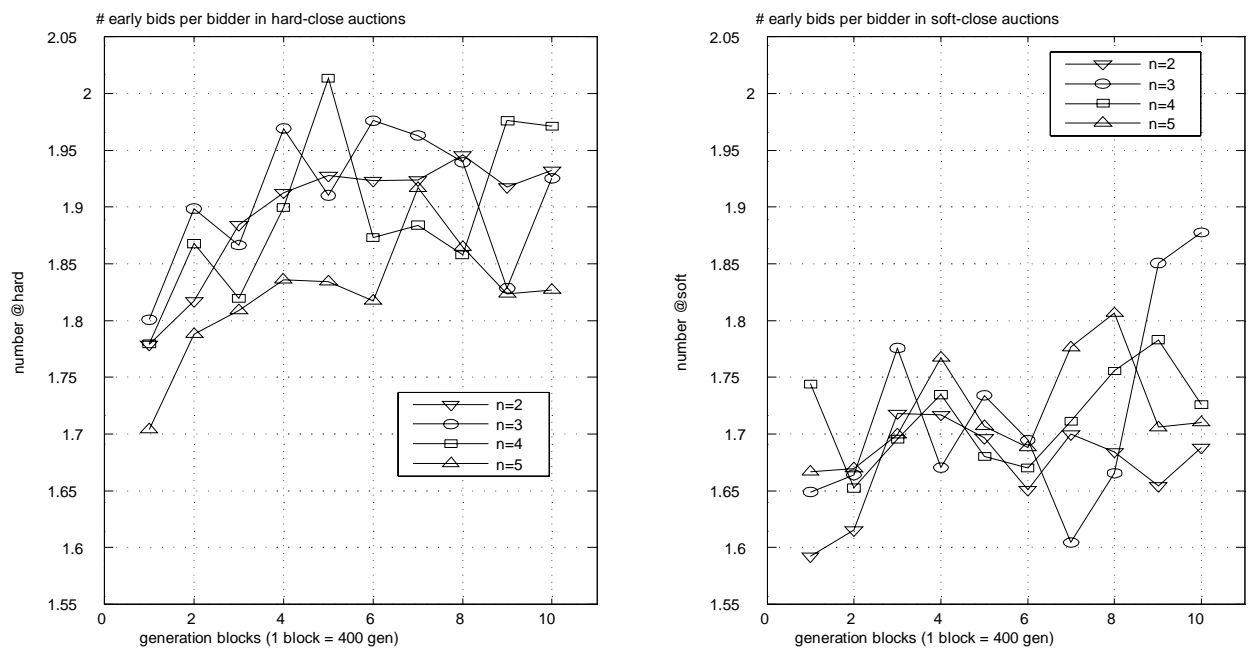 # early bids per bidder in hard-close auctions
2.05
2
1.95
1.9
1.85
1.8
1.75
1.7
1.65
1.6
1.55
number @hard
n=2
n=3
n=4
n=5
0 2 4 6 8 10
generation blocks (1 block = 400 gen)
# early bids per bidder in soft-close auctions
2.05
2
1.95
1.9
1.85
1.8
1.75
1.7
1.65
1.6
1.55
number @soft
n=2
n=3
n=4
n=5
0 2 4 6 8 10
generation blocks (1 block = 400 gen)